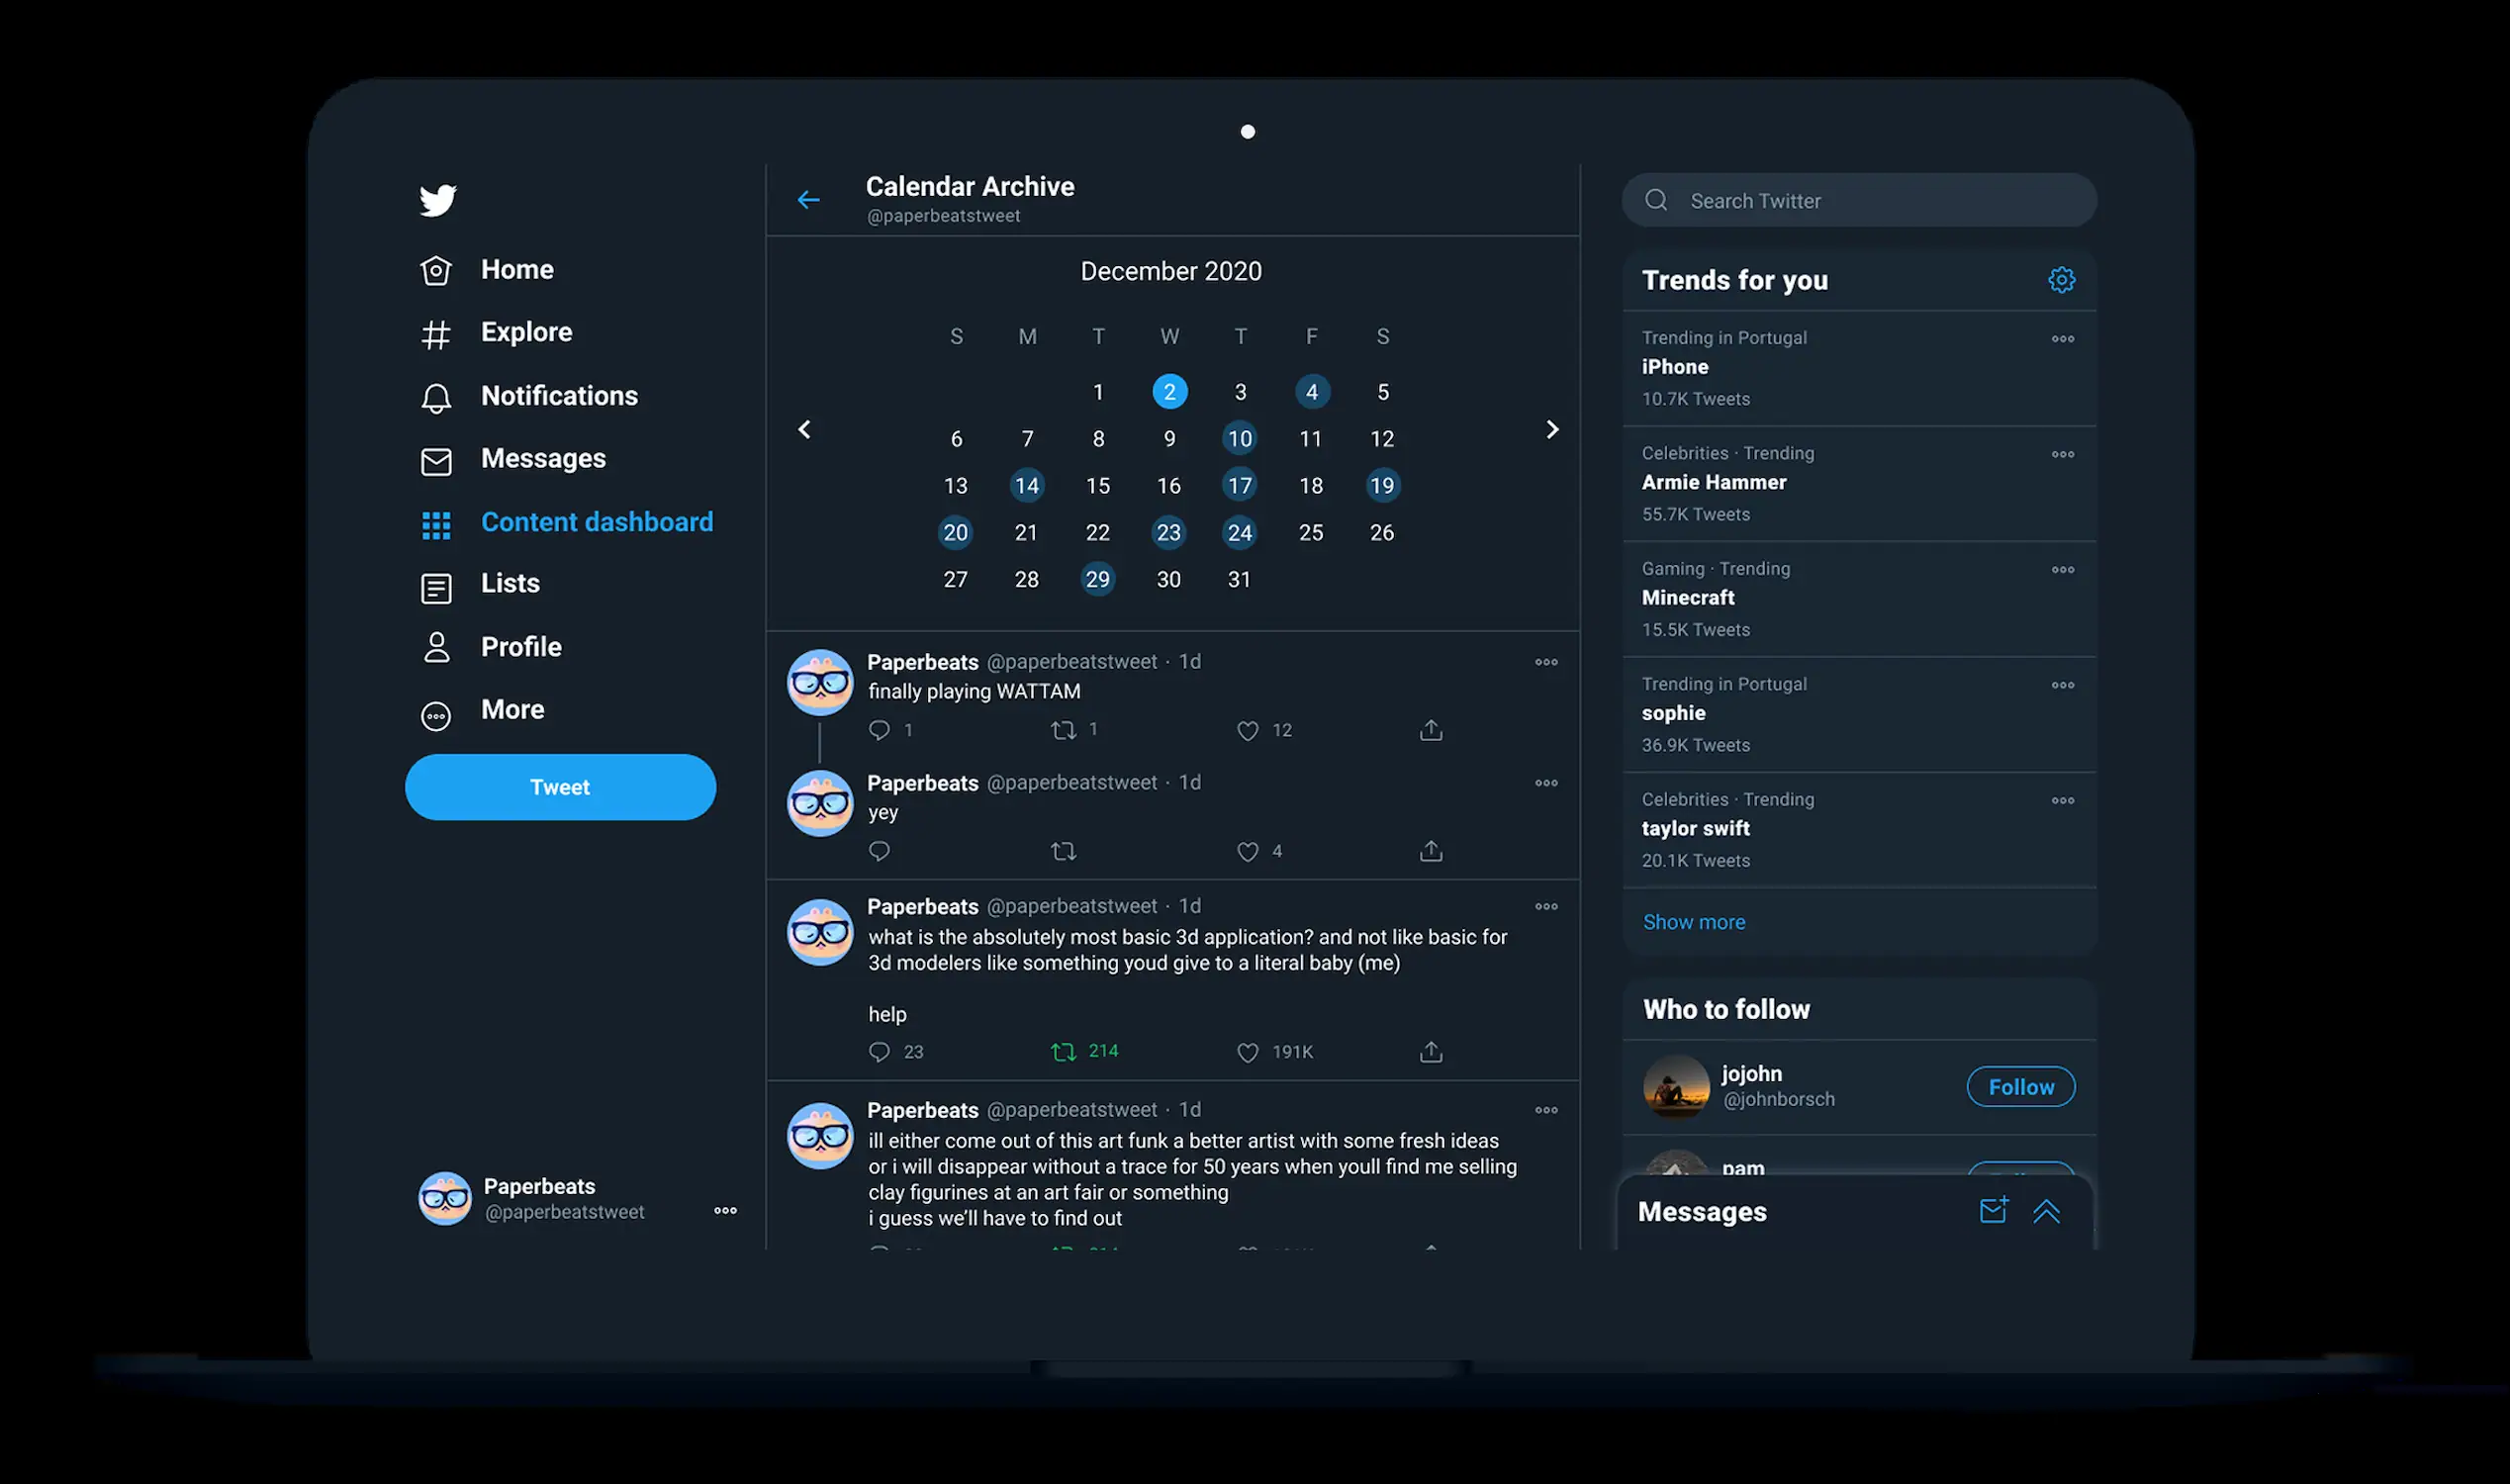 Home
Explore
Notifications
Messages
Content dashboard
Lists
Profile
More
Tweet
Paperbeats
@paperbeatstweet
Calendar Archive
@paperbeatstweet
December 2020
S M T W T F S
1 2 3 4 5
6 7 8 9 10 11 12
13 14 15 16 17 18 19
20 21 22 23 24 25 26
27 28 29 30 31
Paperbeats @paperbeatstweet · 1d
finally playing WATTAM
1 1 12
Paperbeats @paperbeatstweet · 1d
yey
4
Paperbeats @paperbeatstweet · 1d
what is the absolutely most basic 3d application? and not like basic for
3d modelers like something youd give to a literal baby (me)
help
23 214 191K
Paperbeats @paperbeatstweet · 1d
ill either come out of this art funk a better artist with some fresh ideas
or i will disappear without a trace for 50 years when youll find me selling
clay figurines at an art fair or something
i guess we'll have to find out
Search Twitter
Trends for you
Trending in Portugal
iPhone
10.7K Tweets
Celebrities · Trending
Armie Hammer
55.7K Tweets
Gaming · Trending
Minecraft
15.5K Tweets
Trending in Portugal
sophie
36.9K Tweets
Celebrities · Trending
taylor swift
20.1K Tweets
Show more
Who to follow
jojohn
@johnborsch
Follow
pam
Messages